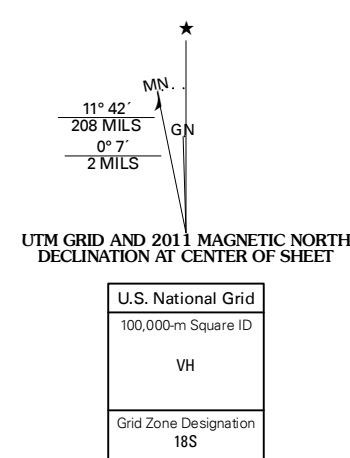 ★
MN
11° 42´
208 MILS
GN
0° 7´
2 MILS
UTM GRID AND 2011 MAGNETIC NORTH
DECLINATION AT CENTER OF SHEET
U.S. National Grid
100,000-m Square ID
VH
Grid Zone Designation
18S